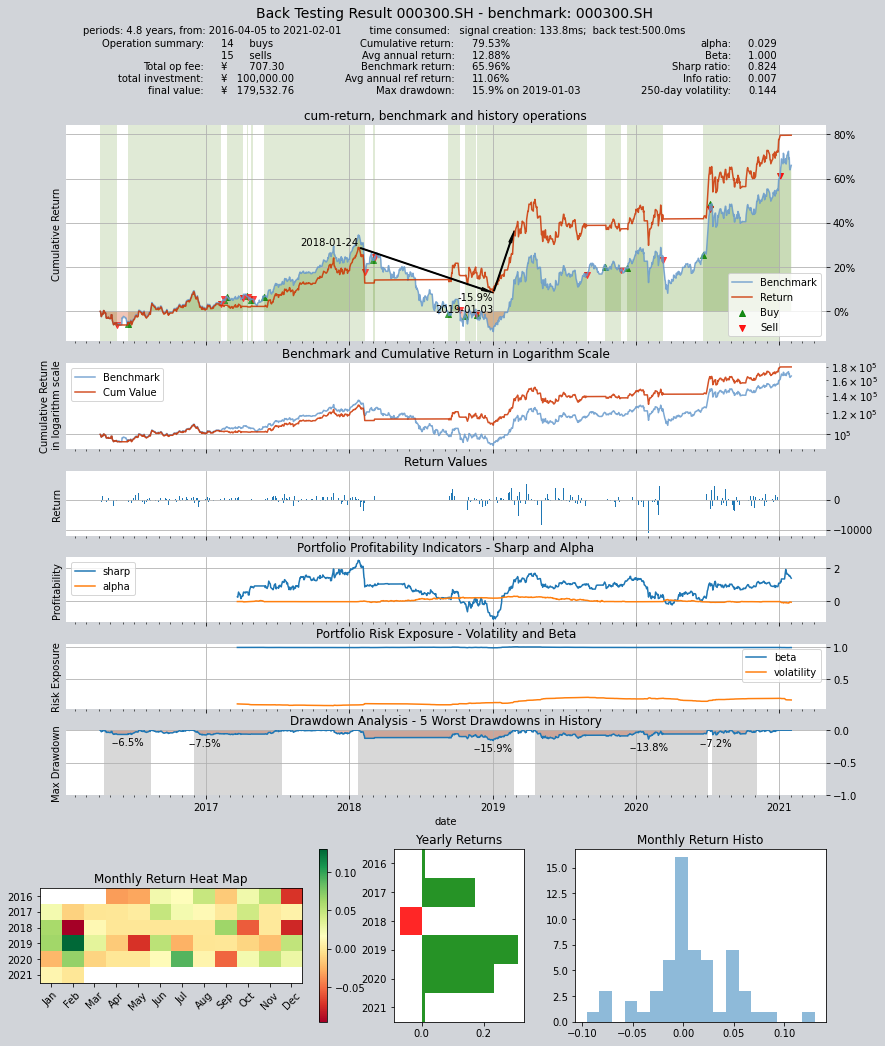 Back Testing Result 000300.SH - benchmark: 000300.SH
periods: 4.8 years, from: 2016-04-05 to 2021-02-01 time consumed: signal creation: 133.8ms; back test:500.0ms
Operation summary: 14 buys Cumulative return: 79.53% alpha: 0.029
15 sells Avg annual return: 12.88% Beta: 1.000
Total op fee: ¥ 707.30 Benchmark return: 65.96% Sharp ratio: 0.824
total investment: ¥ 100,000.00 Avg annual ref return: 11.06% Info ratio: 0.007
final value: ¥ 179,532.76 Max drawdown: 15.9% on 2019-01-03 250-day volatility: 0.144
cum-return, benchmark and history operations
Cumulative Return
80%
60%
40%
20%
0%
2018-01-24
-15.9%
2019-01-03
Benchmark
Return
Buy
Sell
Benchmark and Cumulative Return in Logarithm Scale
Cumulative Return
in logarithm scale
Benchmark
Cum Value
1.8 × 10⁵
1.6 × 10⁵
1.4 × 10⁵
1.2 × 10⁵
10⁵
Return Values
Return
0
−10000
Portfolio Profitability Indicators - Sharp and Alpha
Profitability
sharp
alpha
2
0
Portfolio Risk Exposure - Volatility and Beta
Risk Exposure
beta
volatility
1.0
0.5
Drawdown Analysis - 5 Worst Drawdowns in History
Max Drawdown
−6.5%
−7.5%
−15.9%
−13.8%
−7.2%
0.0
−0.5
−1.0
2017 2018 2019 2020 2021
date
Monthly Return Heat Map
2016
2017
2018
2019
2020
2021
Jan Feb Mar Apr May Jun Jul Aug Sep Oct Nov Dec
0.10
0.05
0.00
−0.05
Yearly Returns
2016
2017
2018
2019
2020
2021
0.0 0.2
Monthly Return Histo
15.0
12.5
10.0
7.5
5.0
2.5
0.0
−0.10 −0.05 0.00 0.05 0.10